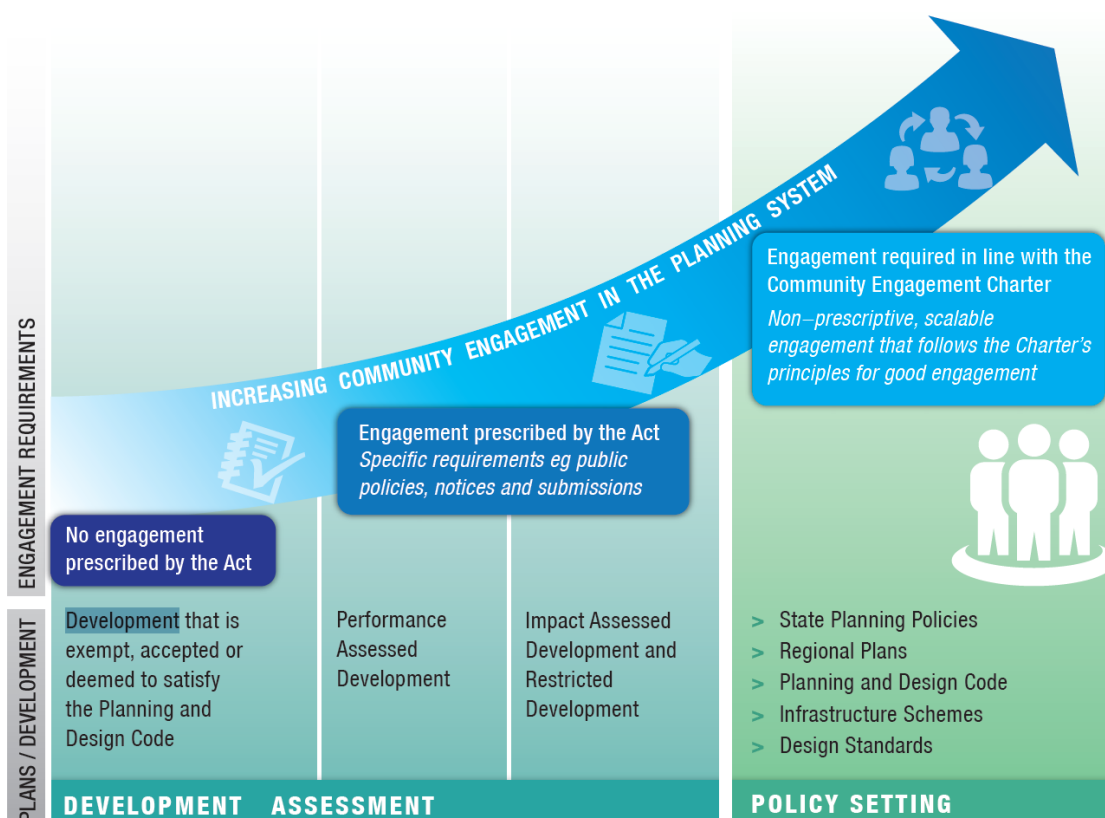 INCREASING COMMUNITY ENGAGEMENT IN THE PLANNING SYSTEM
ENGAGEMENT REQUIREMENTS
No engagement
prescribed by the Act
Engagement prescribed by the Act
Specific requirements eg public
policies, notices and submissions
Engagement required in line with the
Community Engagement Charter
Non–prescriptive, scalable
engagement that follows the Charter’s
principles for good engagement
PLANS / DEVELOPMENT
Development that is
exempt, accepted or
deemed to satisfy
the Planning and
Design Code
Performance
Assessed
Development
Impact Assessed
Development and
Restricted
Development
> State Planning Policies
> Regional Plans
> Planning and Design Code
> Infrastructure Schemes
> Design Standards
DEVELOPMENT ASSESSMENT
POLICY SETTING